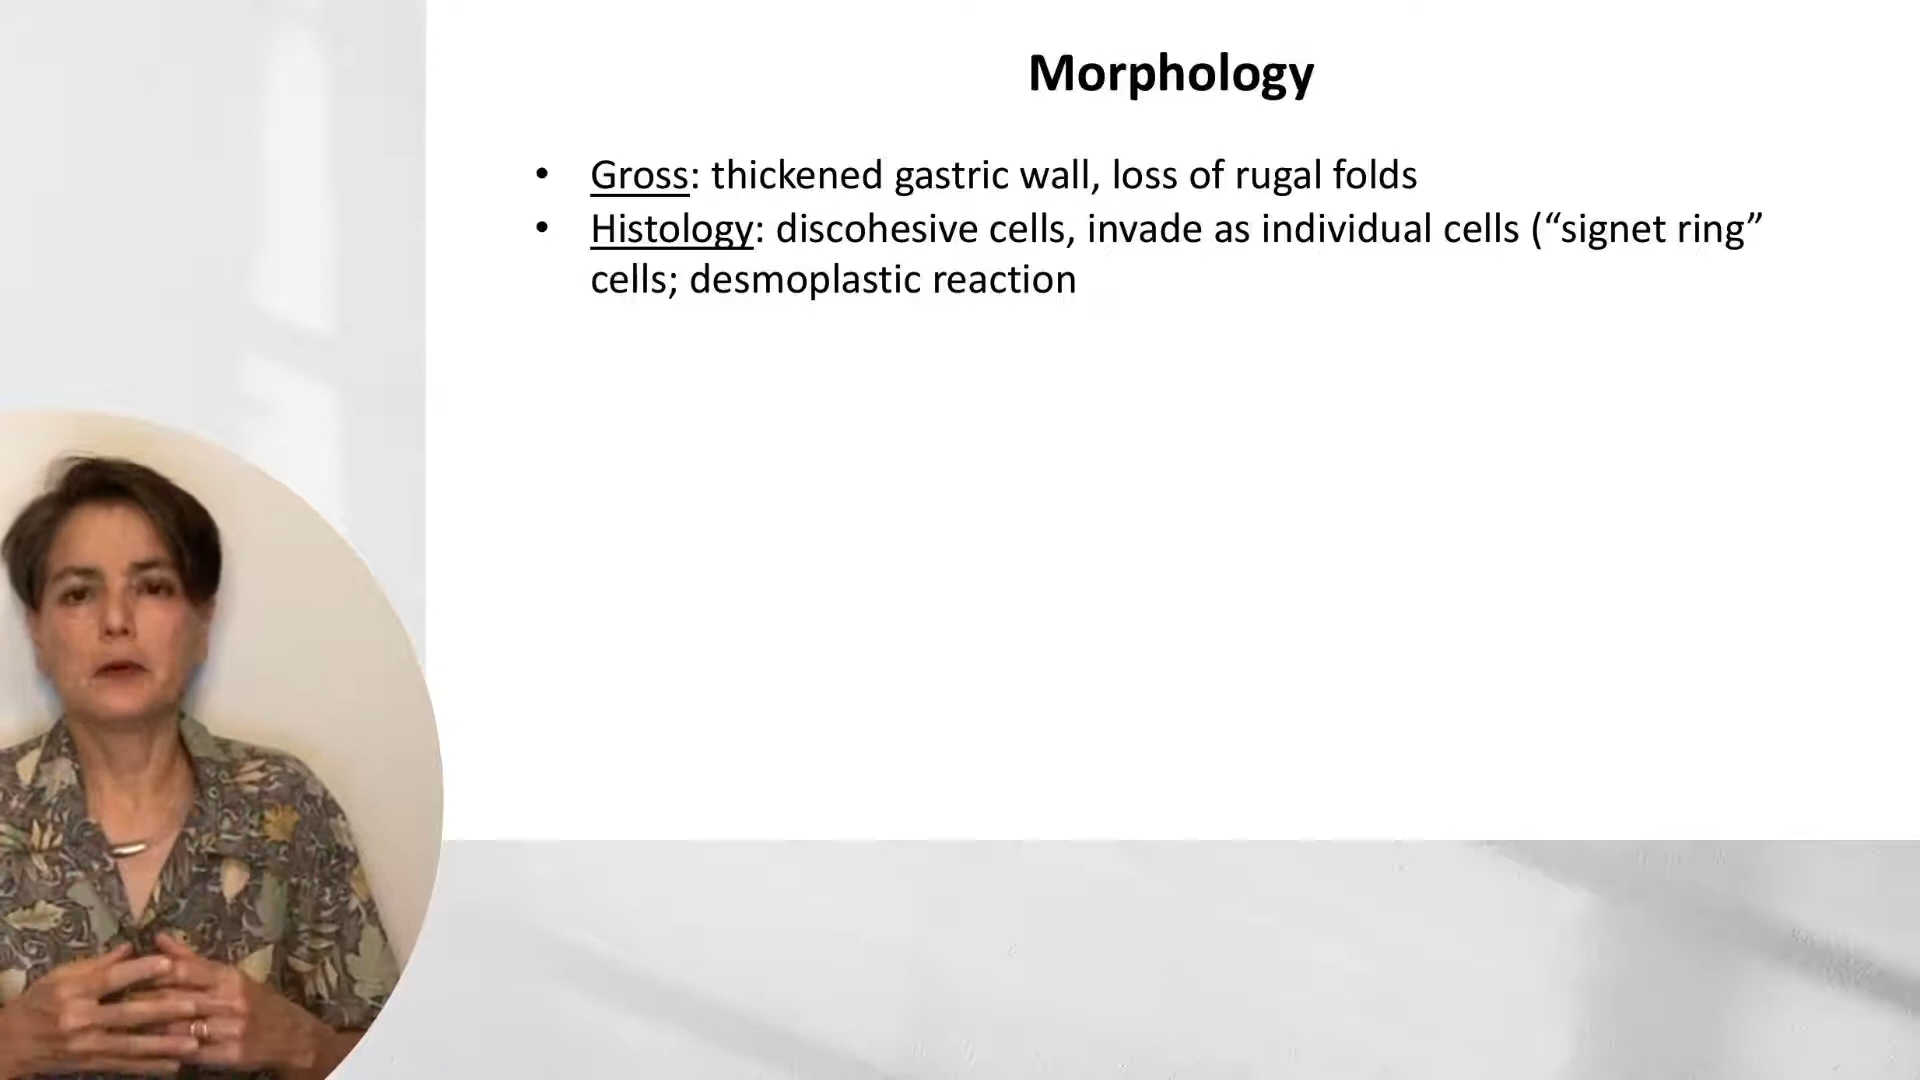 Morphology
• Gross: thickened gastric wall, loss of rugal folds
• Histology: discohesive cells, invade as individual cells (“signet ring”
cells; desmoplastic reaction